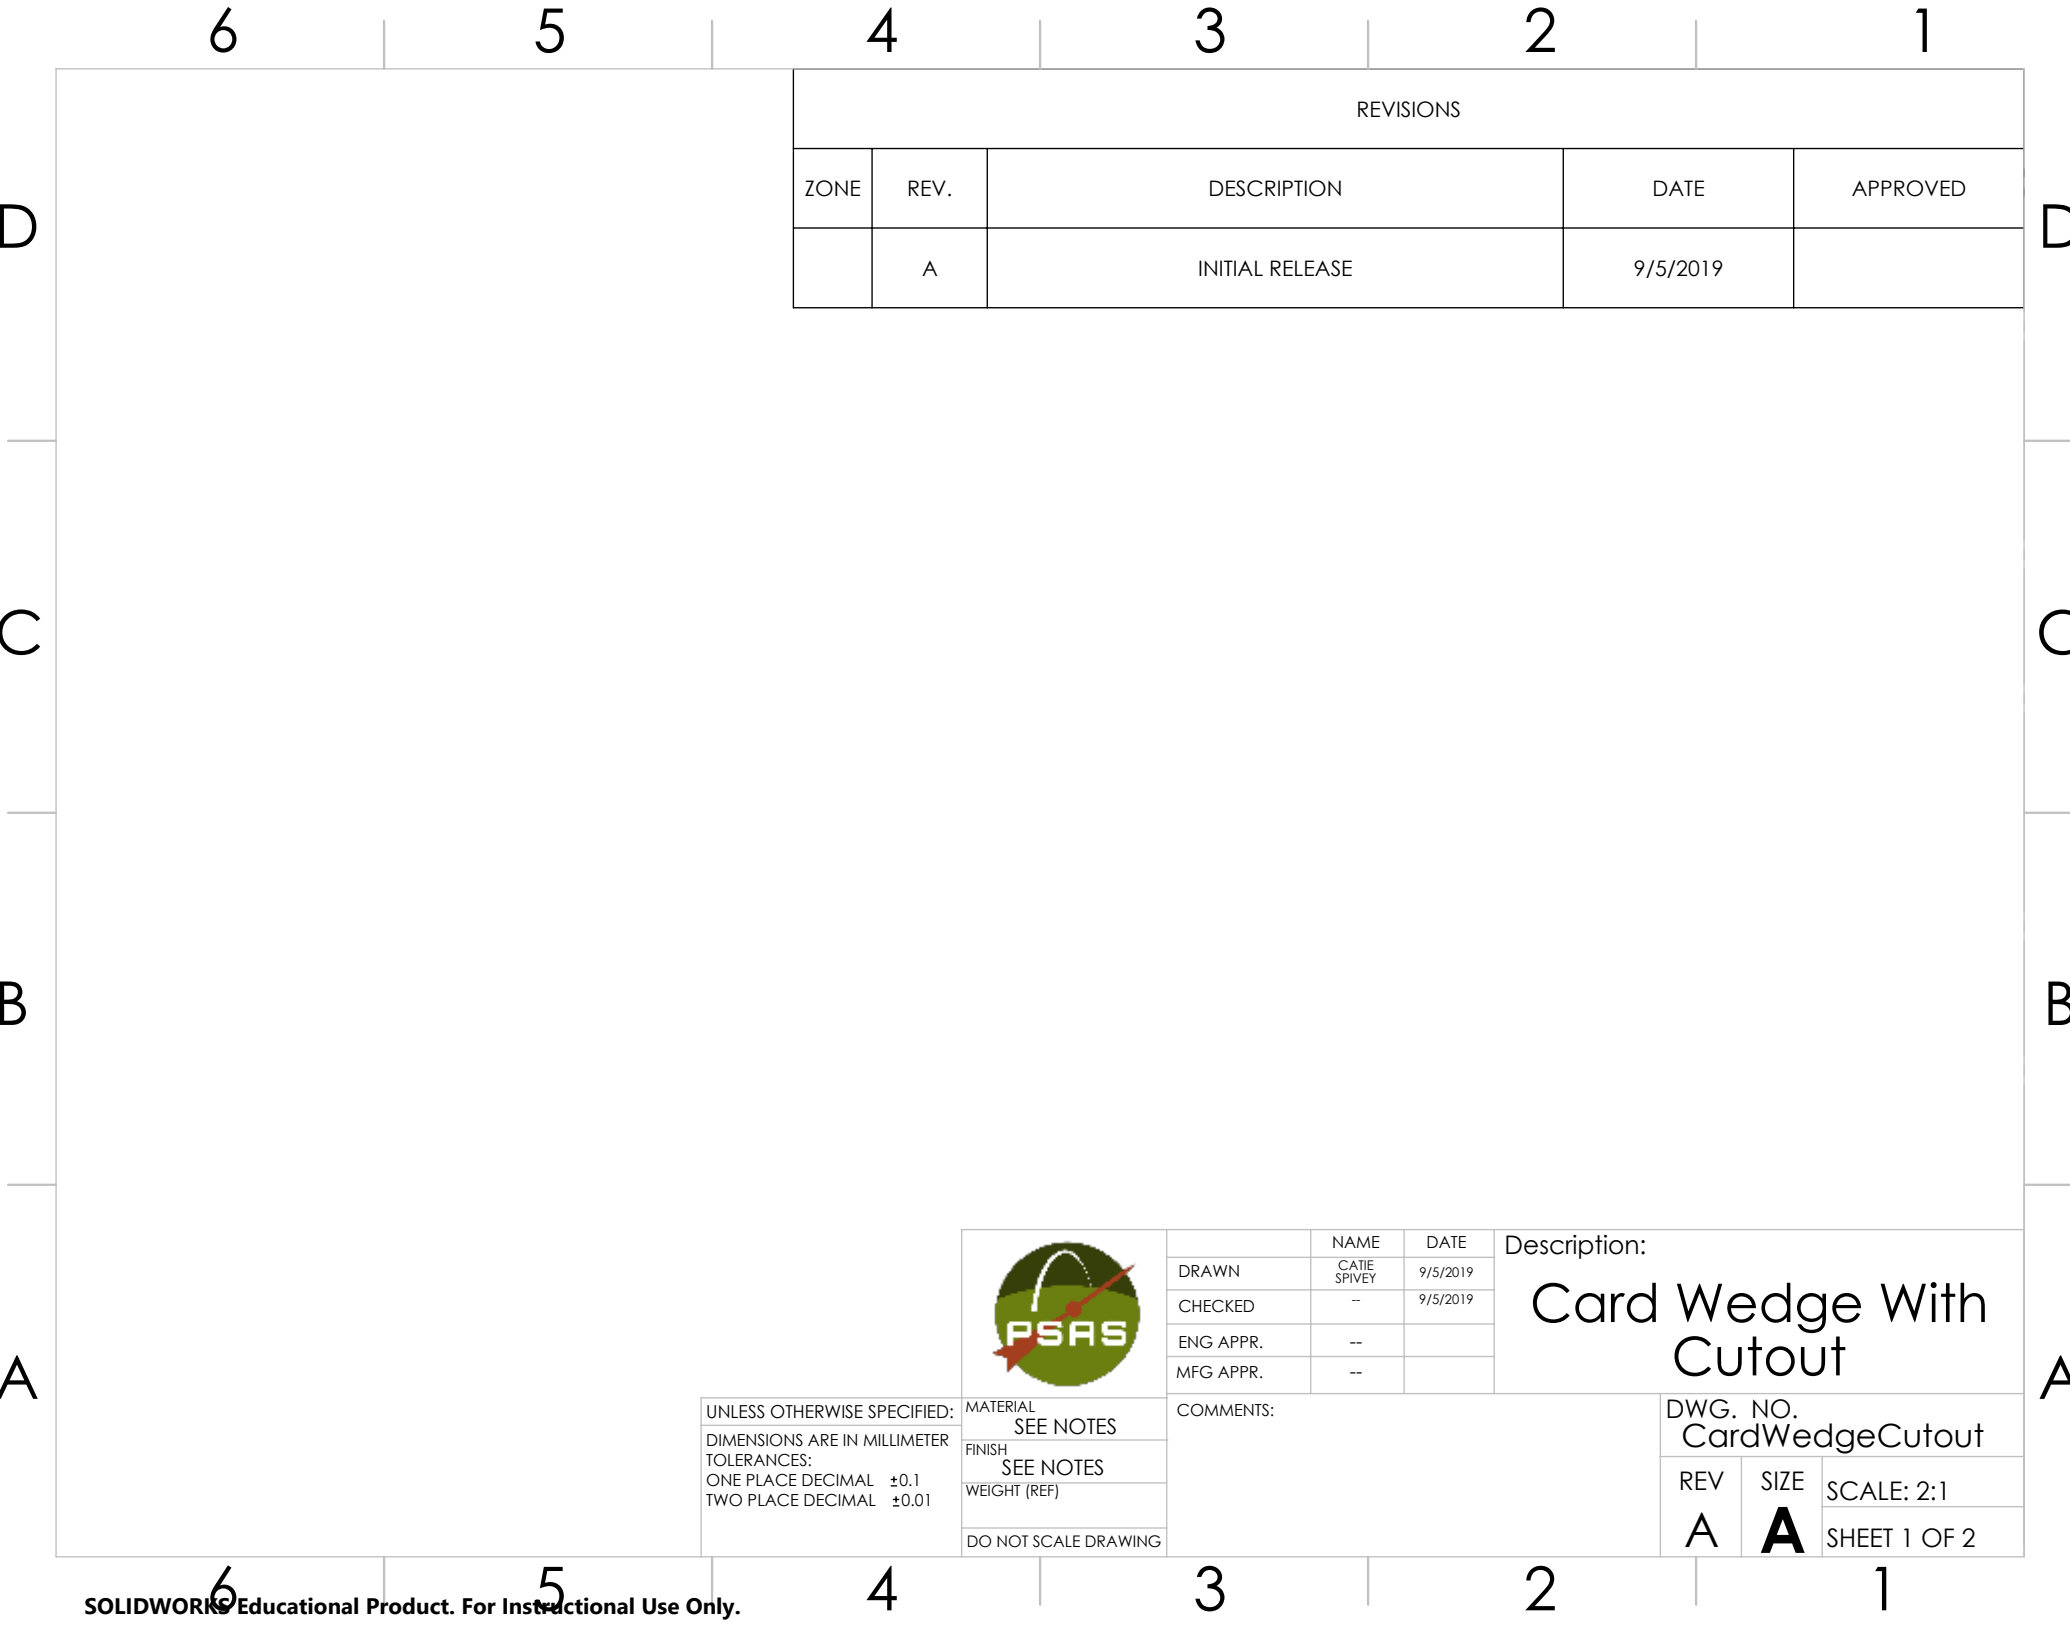 6 5 4 3 2 1
REVISIONS
ZONE REV. DESCRIPTION DATE APPROVED
A INITIAL RELEASE 9/5/2019
D D
C C
B B
A A
PSAS
NAME DATE
DRAWN CATIE SPIVEY 9/5/2019
CHECKED -- 9/5/2019
ENG APPR. --
MFG APPR. --
Description:
Card Wedge With
Cutout
UNLESS OTHERWISE SPECIFIED:
DIMENSIONS ARE IN MILLIMETER
TOLERANCES:
ONE PLACE DECIMAL ±0.1
TWO PLACE DECIMAL ±0.01
MATERIAL
SEE NOTES
FINISH
SEE NOTES
WEIGHT (REF)
DO NOT SCALE DRAWING
COMMENTS:
DWG. NO.
CardWedgeCutout
REV
A
SIZE
A
SCALE: 2:1
SHEET 1 OF 2
6 5 4 3 2 1
SOLIDWORKS Educational Product. For Instructional Use Only.